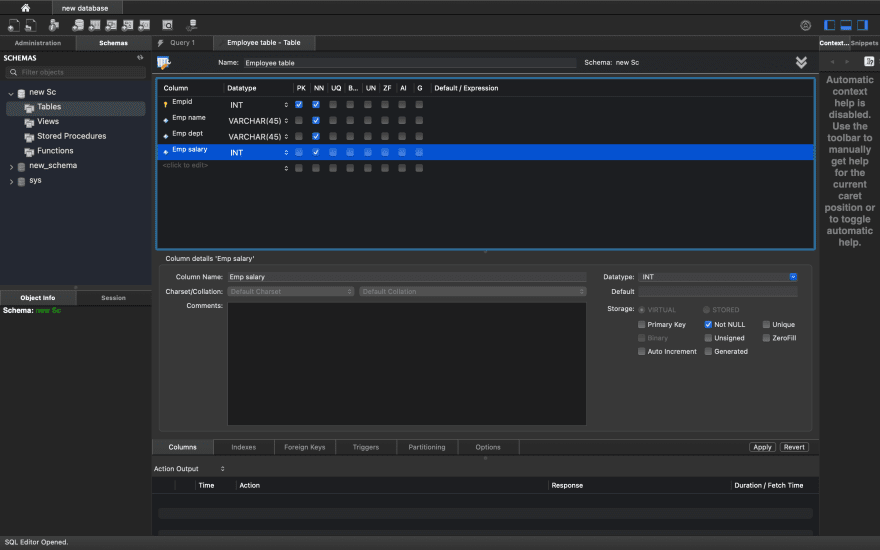 new database
Administration
Schemas
Query 1
Employee table - Table
Context...
Snippets
SCHEMAS
Filter objects
new Sc
Tables
Views
Stored Procedures
Functions
new_schema
sys
Object Info
Session
Schema: new Sc
Name:
Employee table
Schema: new Sc
Column Datatype PK NN UQ B... UN ZF AI G Default / Expression
EmpId INT
Emp name VARCHAR(45)
Emp dept VARCHAR(45)
Emp salary INT
<click to edit>
Column details 'Emp salary'
Column Name: Emp salary
Charset/Collation: Default Charset Default Collation
Comments:
Datatype: INT
Default
Storage: VIRTUAL STORED
Primary Key Not NULL Unique
Binary Unsigned ZeroFill
Auto Increment Generated
Columns Indexes Foreign Keys Triggers Partitioning Options
Apply Revert
Action Output
Time Action Response Duration / Fetch Time
Automatic
context
help is
disabled.
Use the
toolbar to
manually
get help
for the
current
caret
position or
to toggle
automatic
help.
SQL Editor Opened.